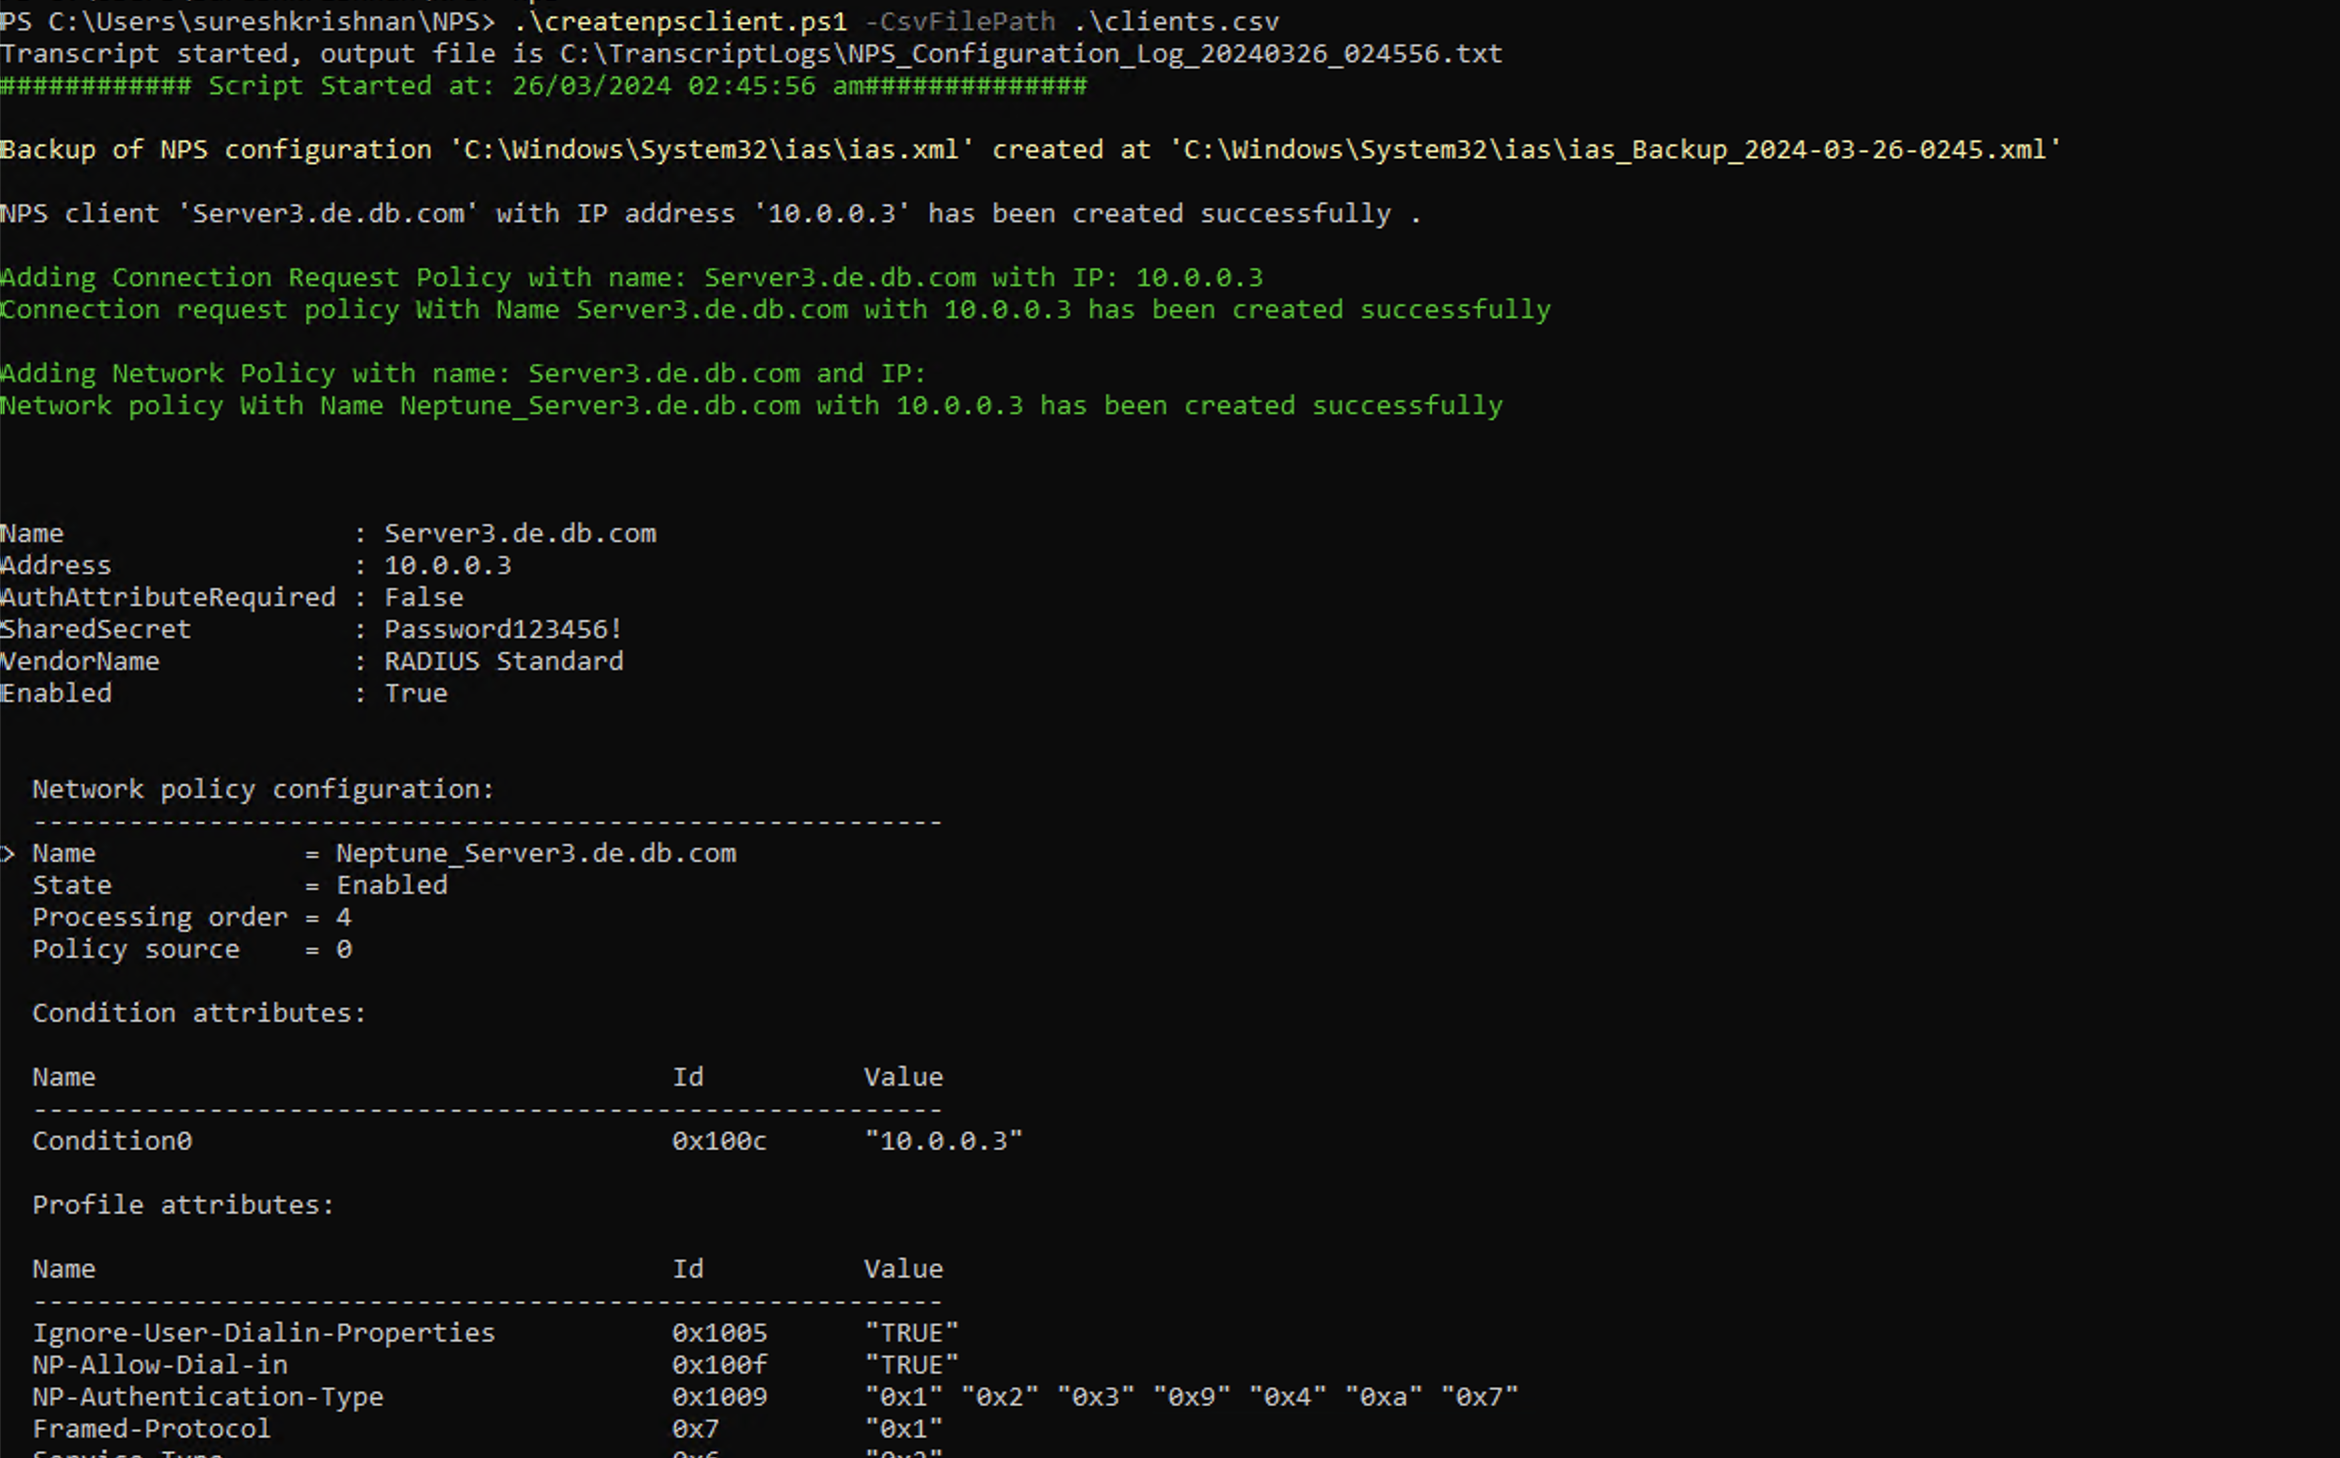 PS C:\Users\sureshkrishnan\NPS> .\createnpsclient.ps1 -CsvFilePath .\clients.csv
Transcript started, output file is C:\TranscriptLogs\NPS_Configuration_Log_20240326_024556.txt
############ Script Started at: 26/03/2024 02:45:56 am##############
Backup of NPS configuration 'C:\Windows\System32\ias\ias.xml' created at 'C:\Windows\System32\ias\ias_Backup_2024-03-26-0245.xml'
NPS client 'Server3.de.db.com' with IP address '10.0.0.3' has been created successfully .
Adding Connection Request Policy with name: Server3.de.db.com with IP: 10.0.0.3
Connection request policy With Name Server3.de.db.com with 10.0.0.3 has been created successfully
Adding Network Policy with name: Server3.de.db.com and IP:
Network policy With Name Neptune_Server3.de.db.com with 10.0.0.3 has been created successfully
Name : Server3.de.db.com
Address : 10.0.0.3
AuthAttributeRequired : False
SharedSecret : Password123456!
VendorName : RADIUS Standard
Enabled : True
Network policy configuration:
---------------------------------------------------------
> Name = Neptune_Server3.de.db.com
State = Enabled
Processing order = 4
Policy source = 0
Condition attributes:
Name Id Value
---------------------------------------------------------
Condition0 0x100c "10.0.0.3"
Profile attributes:
Name Id Value
---------------------------------------------------------
Ignore-User-Dialin-Properties 0x1005 "TRUE"
NP-Allow-Dial-in 0x100f "TRUE"
NP-Authentication-Type 0x1009 "0x1" "0x2" "0x3" "0x9" "0x4" "0xa" "0x7"
Framed-Protocol 0x7 "0x1"